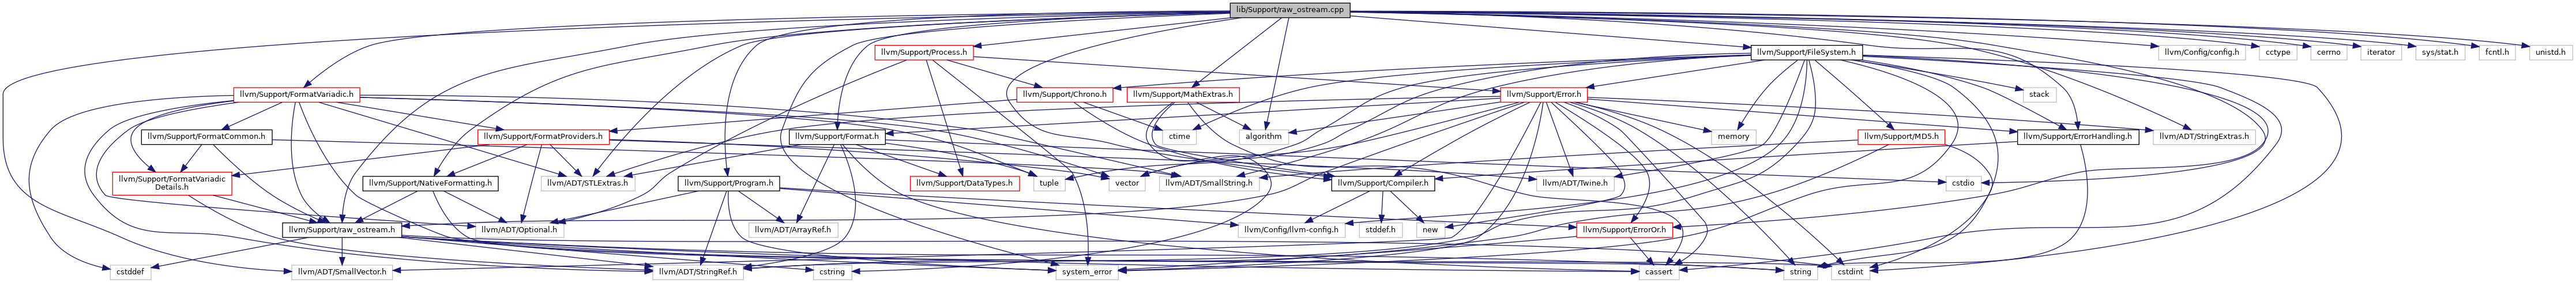 lib/Support/raw_ostream.cpp
llvm/Support/Process.h
llvm/Support/FileSystem.h
llvm/Config/config.h
cctype
cerrno
iterator
sys/stat.h
fcntl.h
unistd.h
llvm/Support/FormatVariadic.h
llvm/Support/Chrono.h
llvm/Support/MathExtras.h
llvm/Support/Error.h
stack
llvm/Support/FormatCommon.h
llvm/Support/FormatProviders.h
llvm/Support/Format.h
ctime
algorithm
memory
llvm/Support/MD5.h
llvm/Support/ErrorHandling.h
llvm/ADT/StringExtras.h
llvm/Support/FormatVariadic
Details.h
llvm/Support/NativeFormatting.h
llvm/ADT/STLExtras.h
llvm/Support/Program.h
llvm/Support/DataTypes.h
tuple
vector
llvm/ADT/SmallString.h
llvm/Support/Compiler.h
llvm/ADT/Twine.h
cstdio
llvm/Support/raw_ostream.h
llvm/ADT/Optional.h
llvm/ADT/ArrayRef.h
llvm/Config/llvm-config.h
stddef.h
new
llvm/Support/ErrorOr.h
cstddef
llvm/ADT/SmallVector.h
llvm/ADT/StringRef.h
cstring
system_error
cassert
string
cstdint